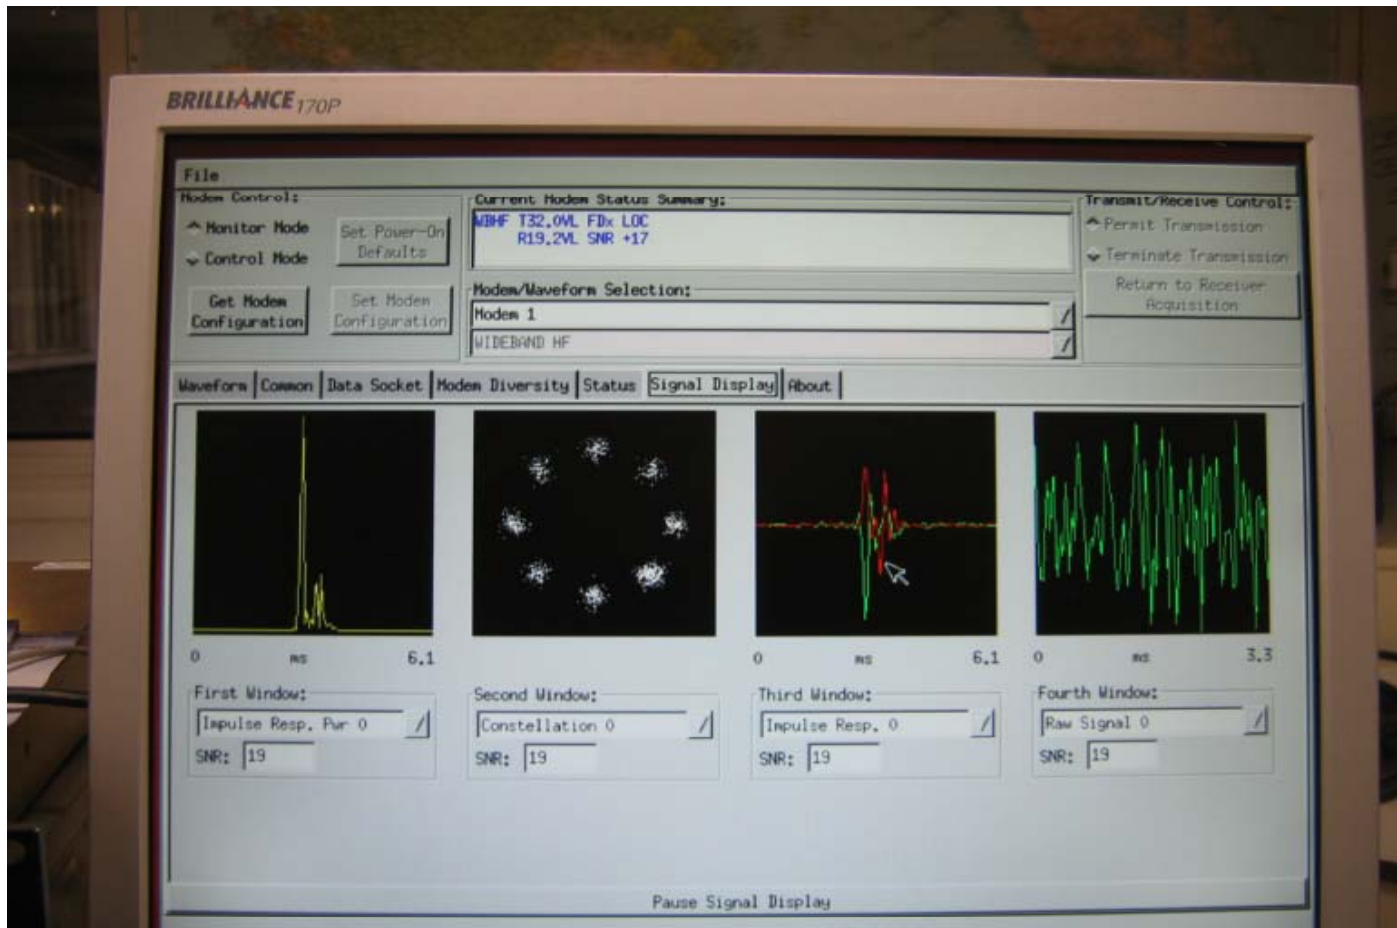 BRILLIANCE 170P
File
Modem Control:
Monitor Mode
Control Mode
Set Power-On
Defaults
Get Modem
Configuration
Set Modem
Configuration
Current Modem Status Summary:
WBHF T32.0VL FDx LOC
R19.2VL SNR +17
Modem/Waveform Selection:
Modem 1
WIDEBAND HF
Transmit/Receive Control:
Permit Transmission
Terminate Transmission
Return to Receiver
Acquisition
Waveform Common Data Socket Modem Diversity Status Signal Display About
0 ms 6.1
0 ms 6.1
0 ms 3.3
First Window:
Impulse Resp. Pwr 0
SNR: 19
Second Window:
Constellation 0
SNR: 19
Third Window:
Impulse Resp. 0
SNR: 19
Fourth Window:
Raw Signal 0
SNR: 19
Pause Signal Display